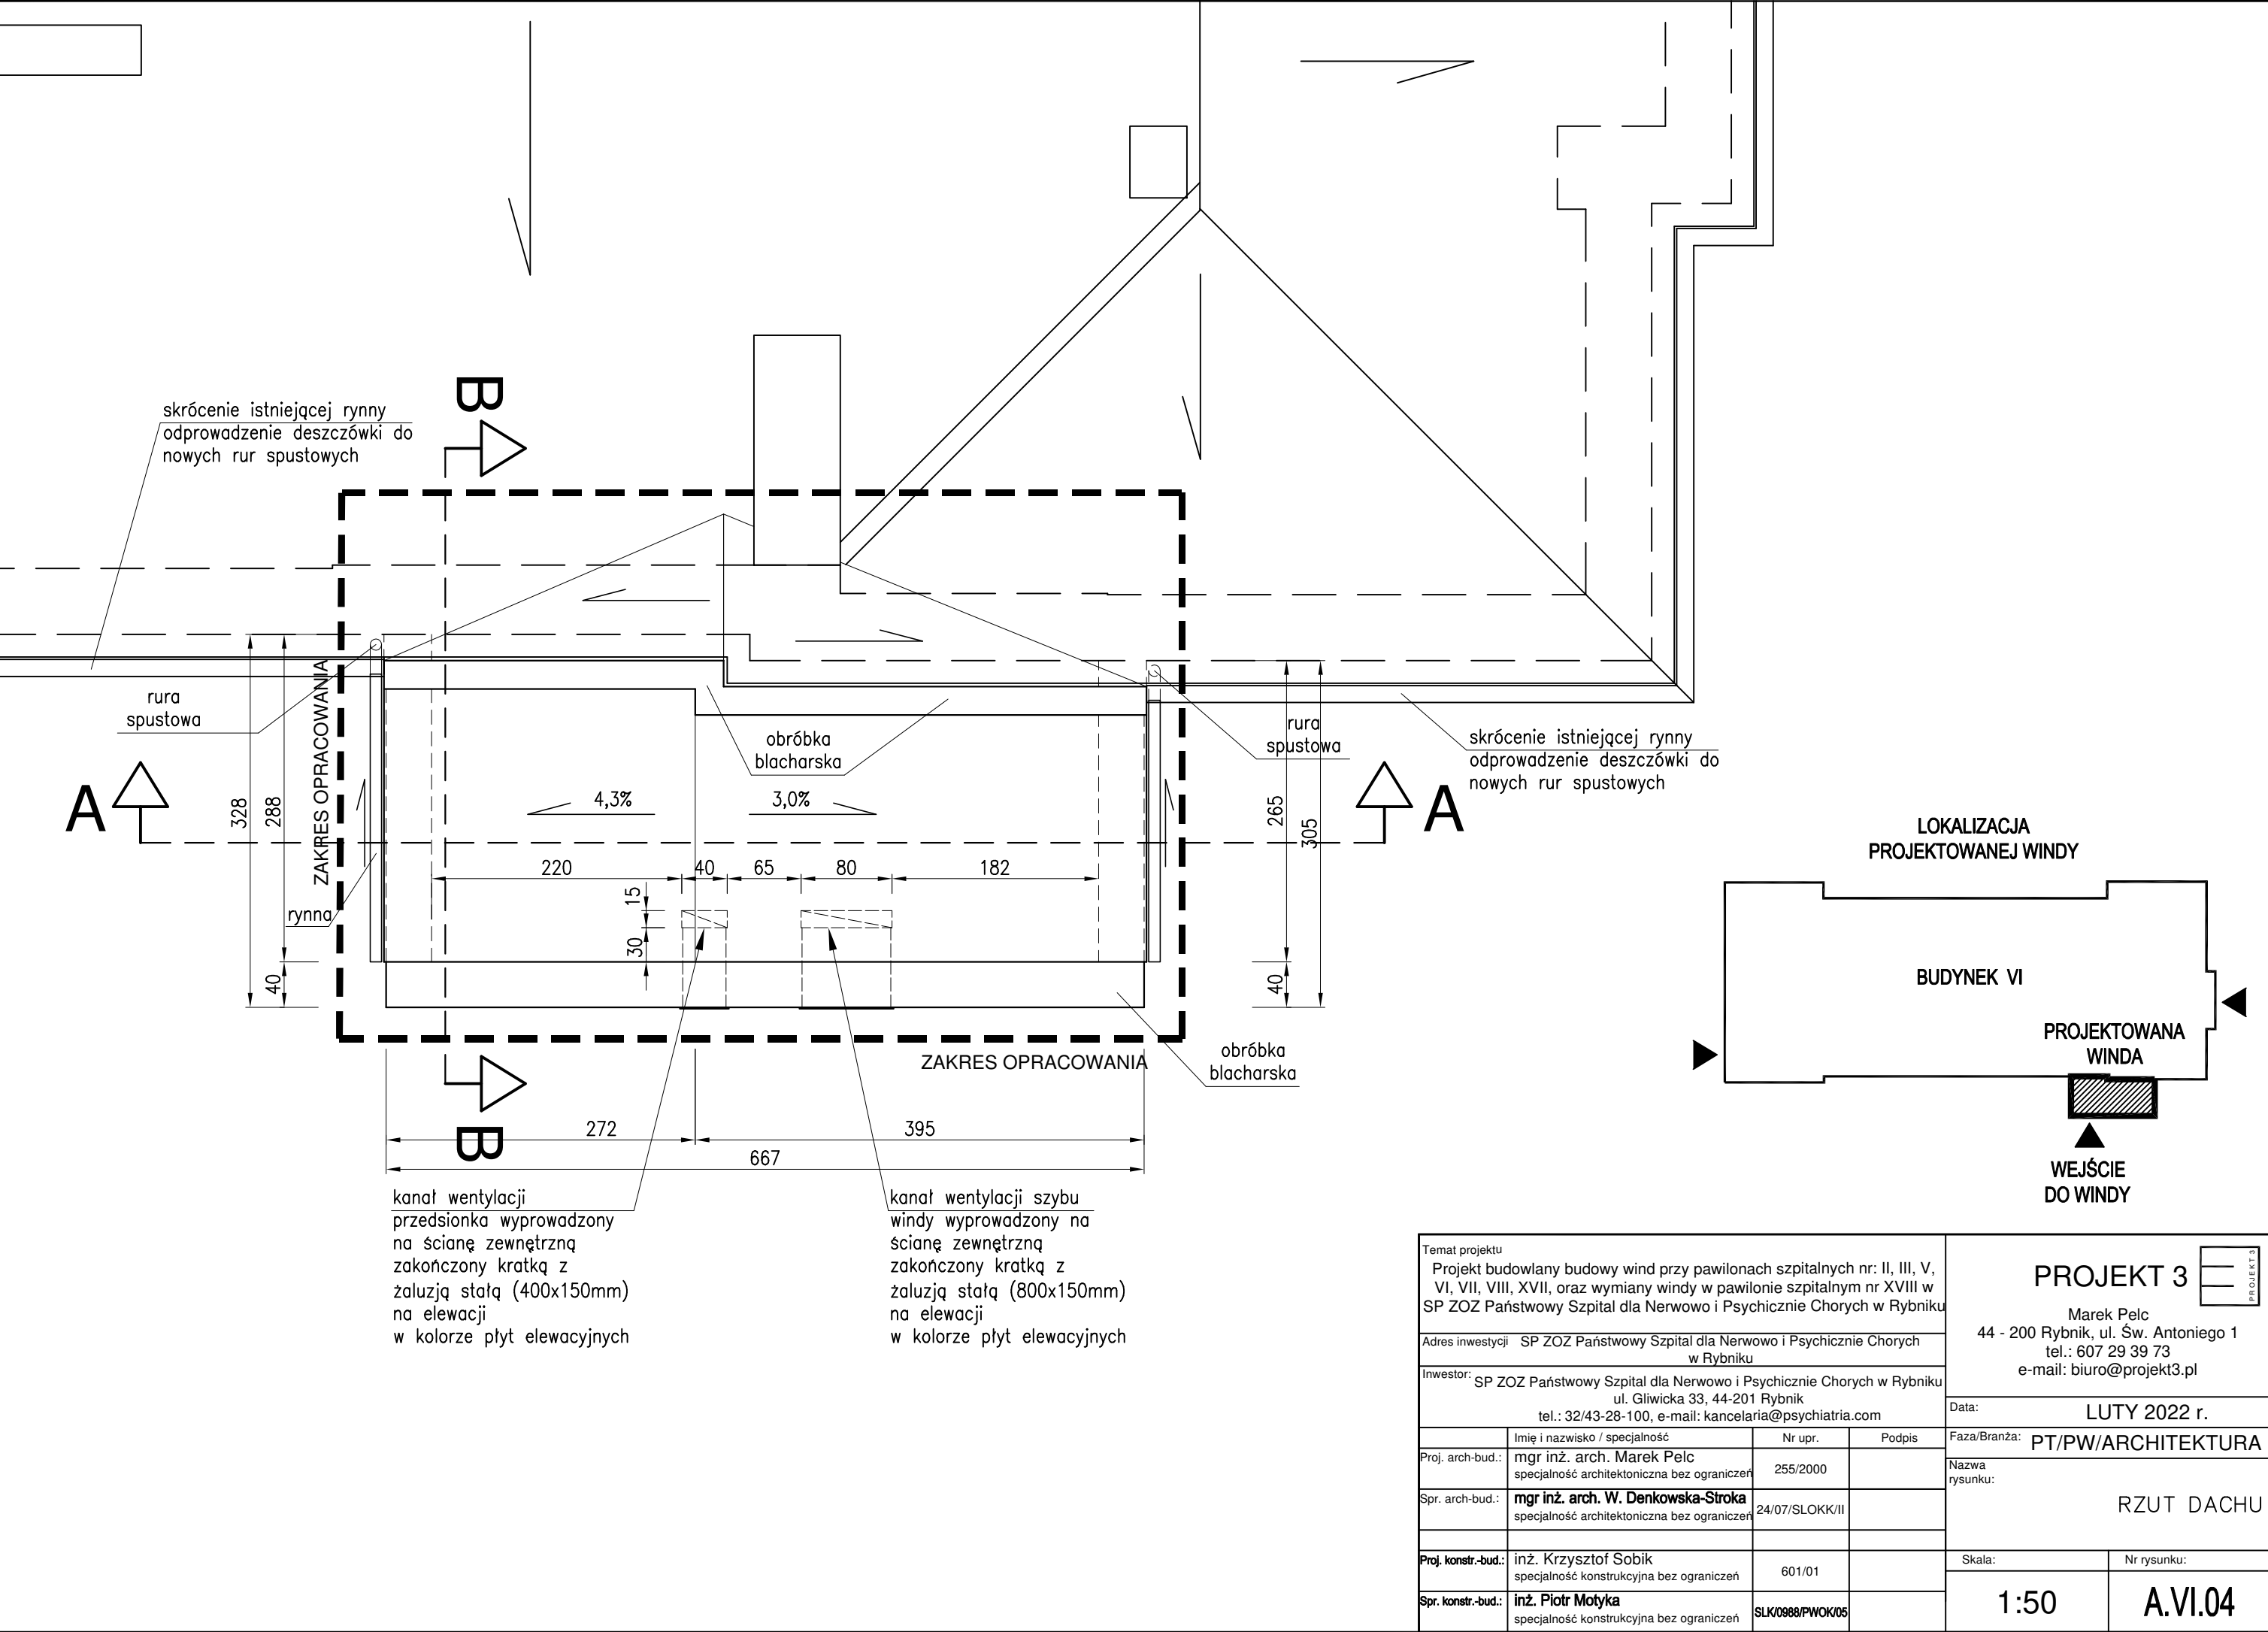 B
skrócenie istniejącej rynny
odprowadzenie deszczówki do
nowych rur spustowych
ZAKRES OPRACOWANIA
rura
spustowa
328
288
40
A
rynna
obróbka
blacharska
4,3%
3,0%
220
40
65
80
182
15
30
265
305
40
rura
spustowa
A
skrócenie istniejącej rynny
odprowadzenie deszczówki do
nowych rur spustowych
ZAKRES OPRACOWANIA
obróbka
blacharska
B
272
395
667
kanał wentylacji
przedsionka wyprowadzony
na ścianę zewnętrzną
zakończony kratką z
żaluzją stałą (400x150mm)
na elewacji
w kolorze płyt elewacyjnych
kanał wentylacji szybu
windy wyprowadzony na
ścianę zewnętrzną
zakończony kratką z
żaluzją stałą (800x150mm)
na elewacji
w kolorze płyt elewacyjnych
LOKALIZACJA
PROJEKTOWANEJ WINDY
BUDYNEK VI
PROJEKTOWANA
WINDA
WEJŚCIE
DO WINDY
Temat projektu
Projekt budowlany budowy wind przy pawilonach szpitalnych nr: II, III, V,
VI, VII, VIII, XVII, oraz wymiany windy w pawilonie szpitalnym nr XVIII w
SP ZOZ Państwowy Szpital dla Nerwowo i Psychicznie Chorych w Rybniku
Adres inwestycji SP ZOZ Państwowy Szpital dla Nerwowo i Psychicznie Chorych
w Rybniku
Inwestor: SP ZOZ Państwowy Szpital dla Nerwowo i Psychicznie Chorych w Rybniku
ul. Gliwicka 33, 44-201 Rybnik
tel.: 32/43-28-100, e-mail: kancelaria@psychiatria.com
Imię i nazwisko / specjalność Nr upr. Podpis
Proj. arch-bud.: mgr inż. arch. Marek Pelc
specjalność architektoniczna bez ograniczeń 255/2000
Spr. arch-bud.: mgr inż. arch. W. Denkowska-Stroka
specjalność architektoniczna bez ograniczeń 24/07/SLOKK/II
Proj. konstr.-bud.: inż. Krzysztof Sobik
specjalność konstrukcyjna bez ograniczeń 601/01
Spr. konstr.-bud.: inż. Piotr Motyka
specjalność konstrukcyjna bez ograniczeń SLK/0988/PWOK/05
PROJEKT 3
PROJEKT 3
Marek Pelc
44 - 200 Rybnik, ul. Św. Antoniego 1
tel.: 607 29 39 73
e-mail: biuro@projekt3.pl
Data: LUTY 2022 r.
Faza/Branża: PT/PW/ARCHITEKTURA
Nazwa
rysunku:
RZUT DACHU
Skala: Nr rysunku:
1:50 A.VI.04